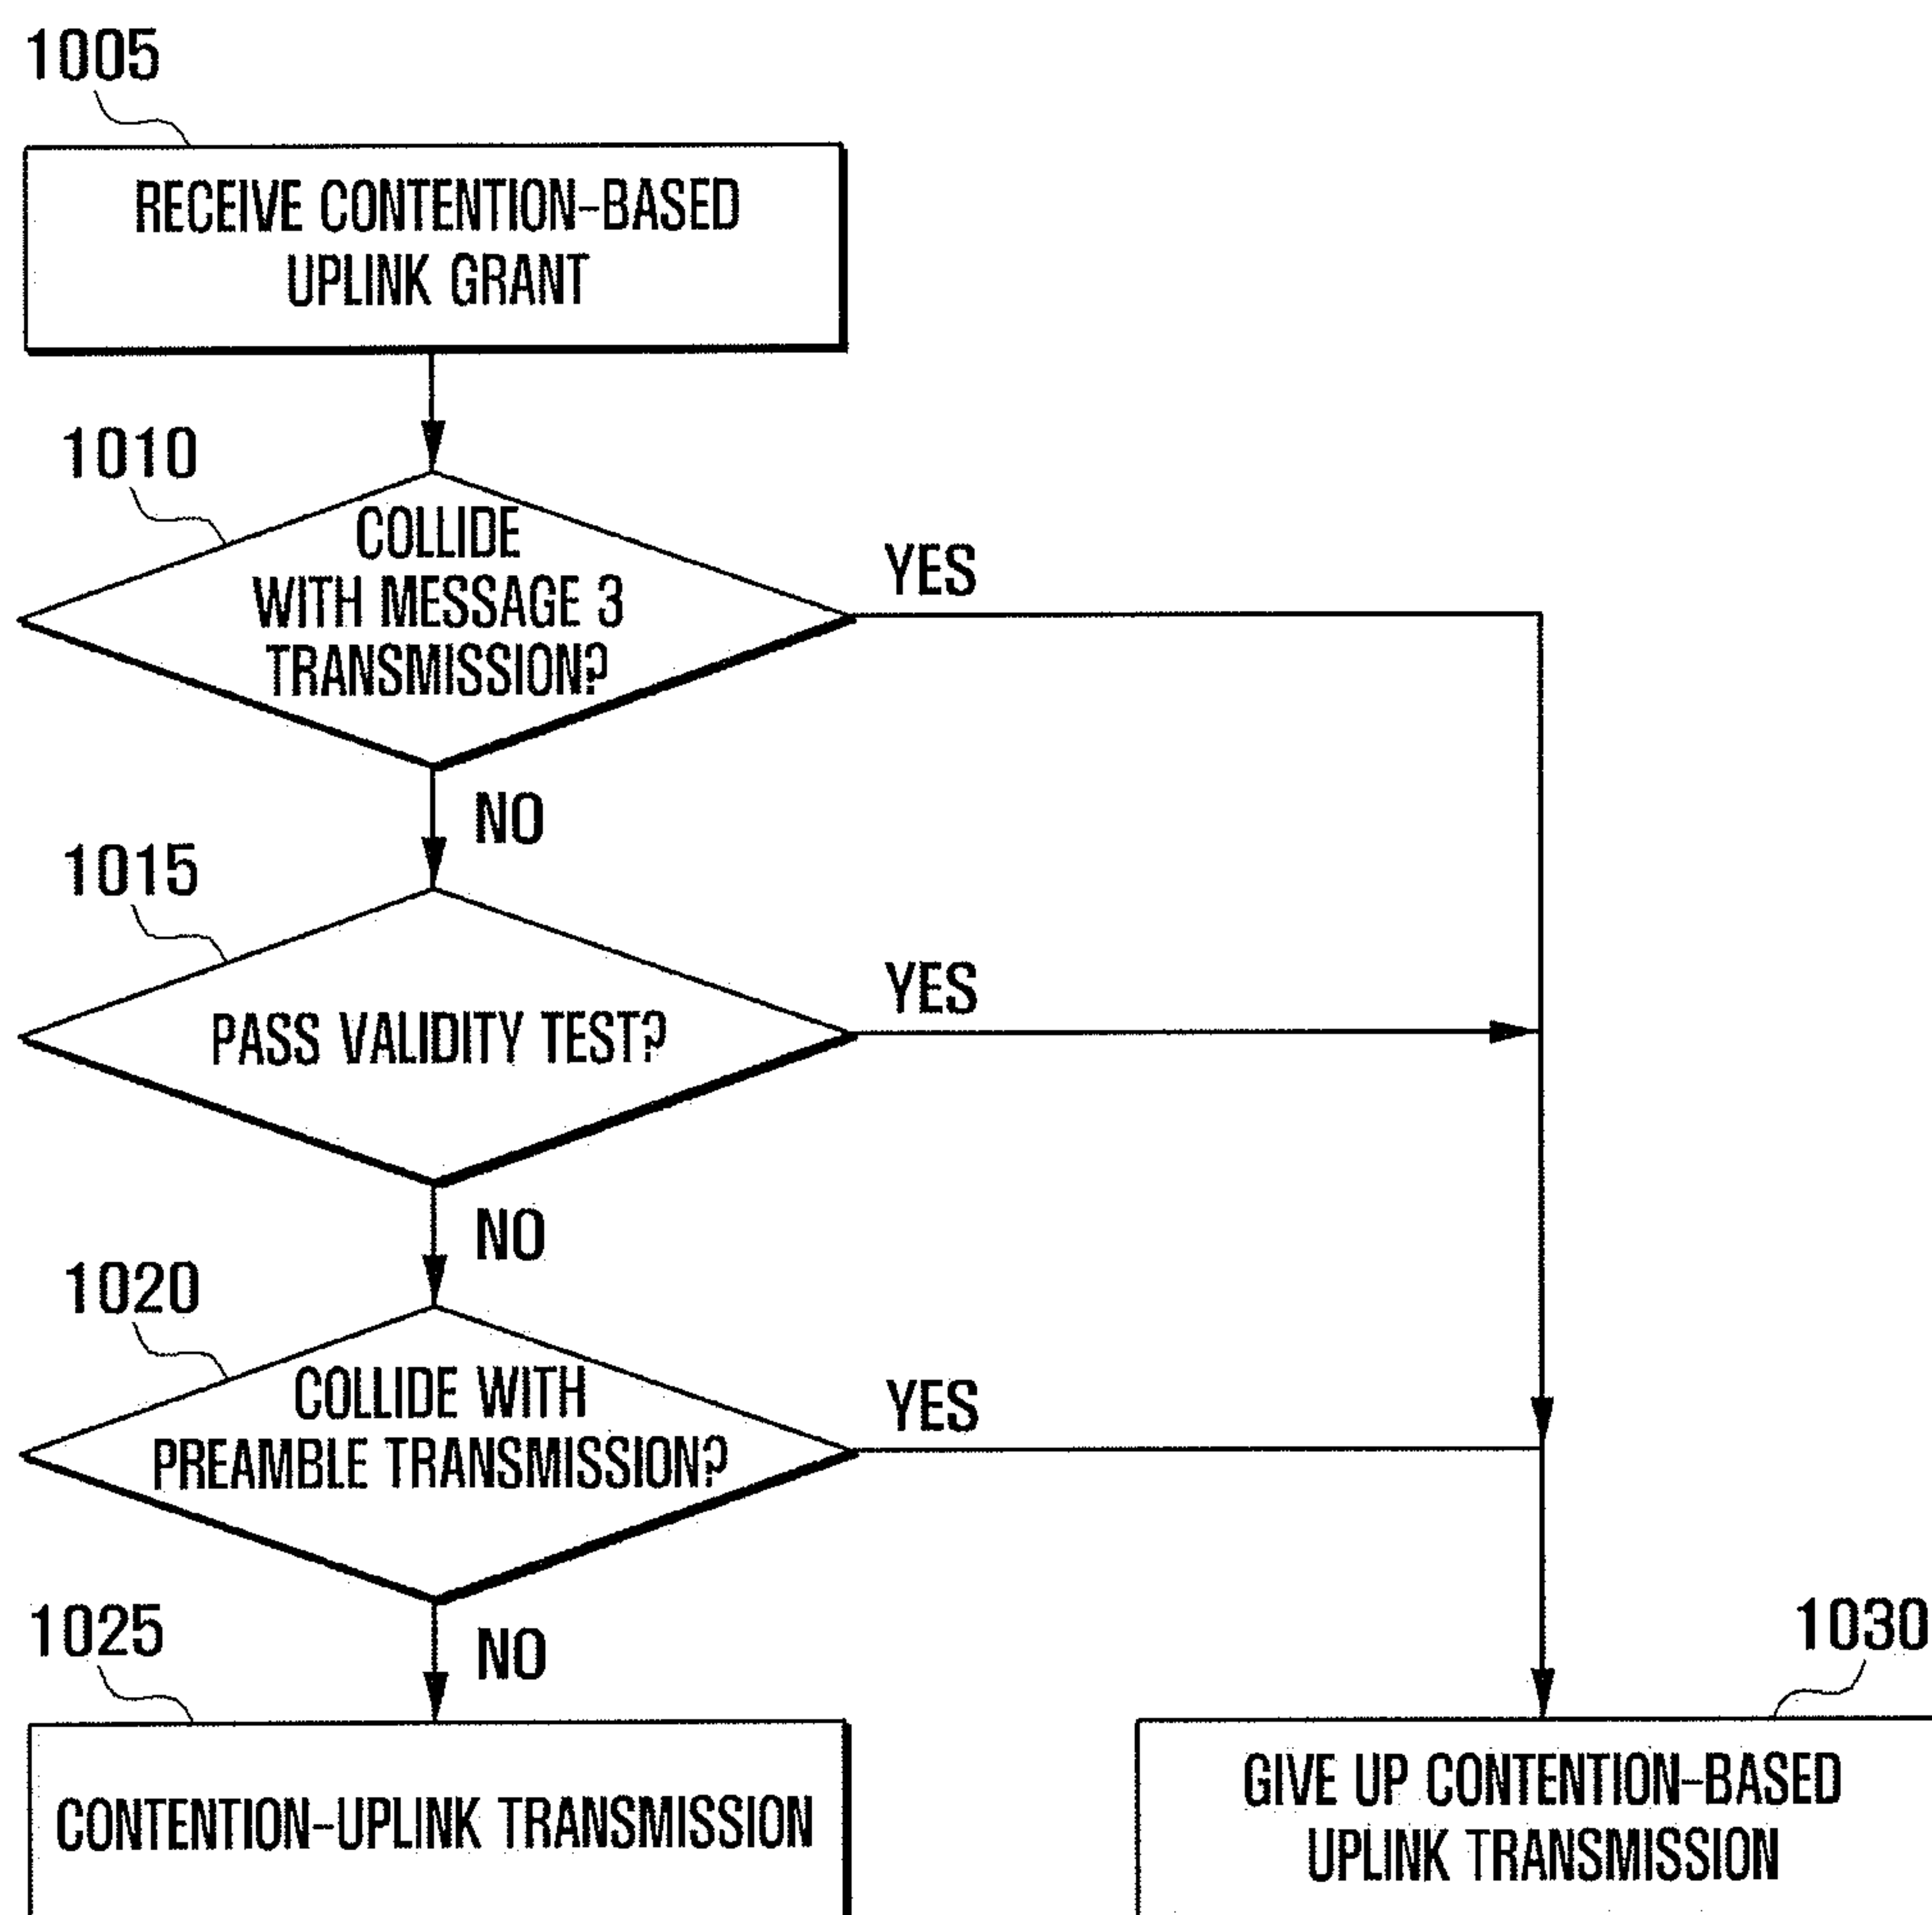 1005
RECEIVE CONTENTION-BASED
UPLINK GRANT
1010
COLLIDE
WITH MESSAGE 3
TRANSMISSION?
YES
NO
1015
PASS VALIDITY TEST?
YES
NO
1020
COLLIDE WITH
PREAMBLE TRANSMISSION?
YES
NO
1025
CONTENTION-UPLINK TRANSMISSION
1030
GIVE UP CONTENTION-BASED
UPLINK TRANSMISSION